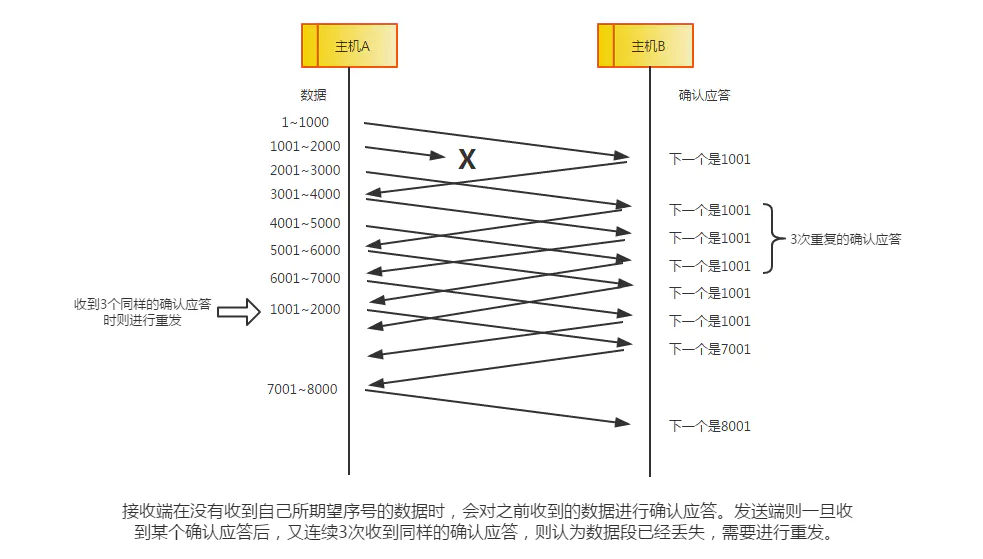 主机A
主机B
数据
确认应答
1~1000
1001~2000
X
下一个是1001
2001~3000
3001~4000
下一个是1001
4001~5000
下一个是1001
3次重复的确认应答
5001~6000
下一个是1001
6001~7000
下一个是1001
收到3个同样的确认应答
时则进行重发
1001~2000
下一个是1001
下一个是7001
7001~8000
下一个是8001
接收端在没有收到自己所期望序号的数据时，会对之前收到的数据进行确认应答。发送端则一旦收
到某个确认应答后，又连续3次收到同样的确认应答，则认为数据段已经丢失，需要进行重发。